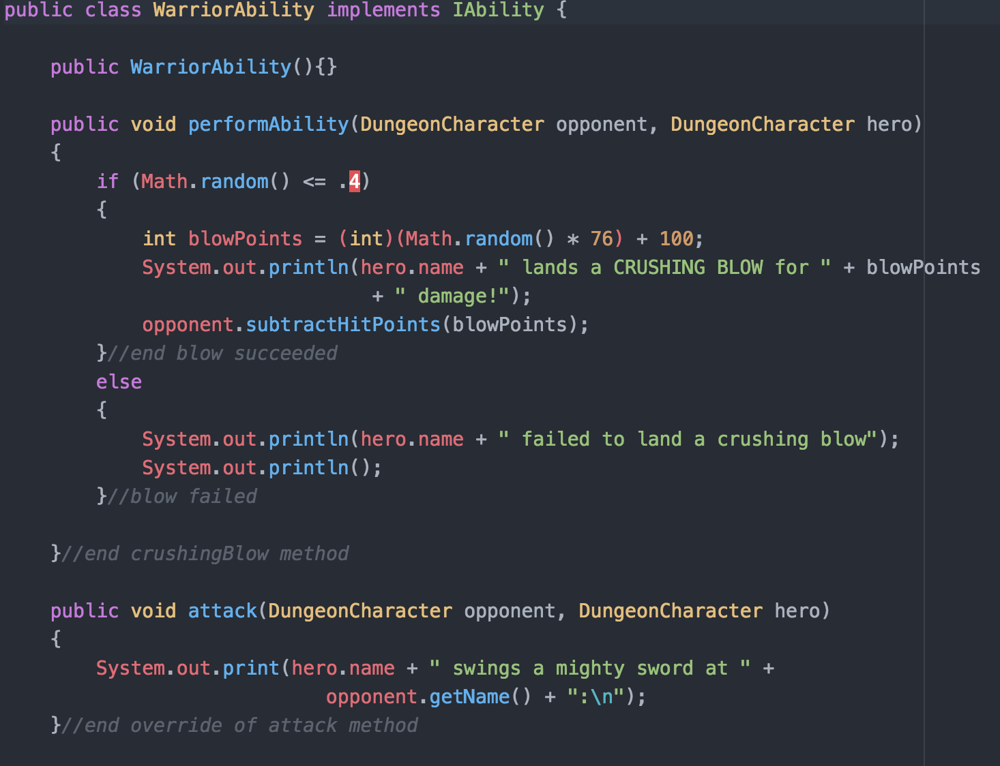 public class WarriorAbility implements IAbility {
public WarriorAbility(){}
public void performAbility(DungeonCharacter opponent, DungeonCharacter hero)
{
if (Math.random() <= .4)
{
int blowPoints = (int)(Math.random() * 76) + 100;
System.out.println(hero.name + " lands a CRUSHING BLOW for " + blowPoints
+ " damage!");
opponent.subtractHitPoints(blowPoints);
}//end blow succeeded
else
{
System.out.println(hero.name + " failed to land a crushing blow");
System.out.println();
}//blow failed
}//end crushingBlow method
public void attack(DungeonCharacter opponent, DungeonCharacter hero)
{
System.out.print(hero.name + " swings a mighty sword at " +
opponent.getName() + ":\n");
}//end override of attack method